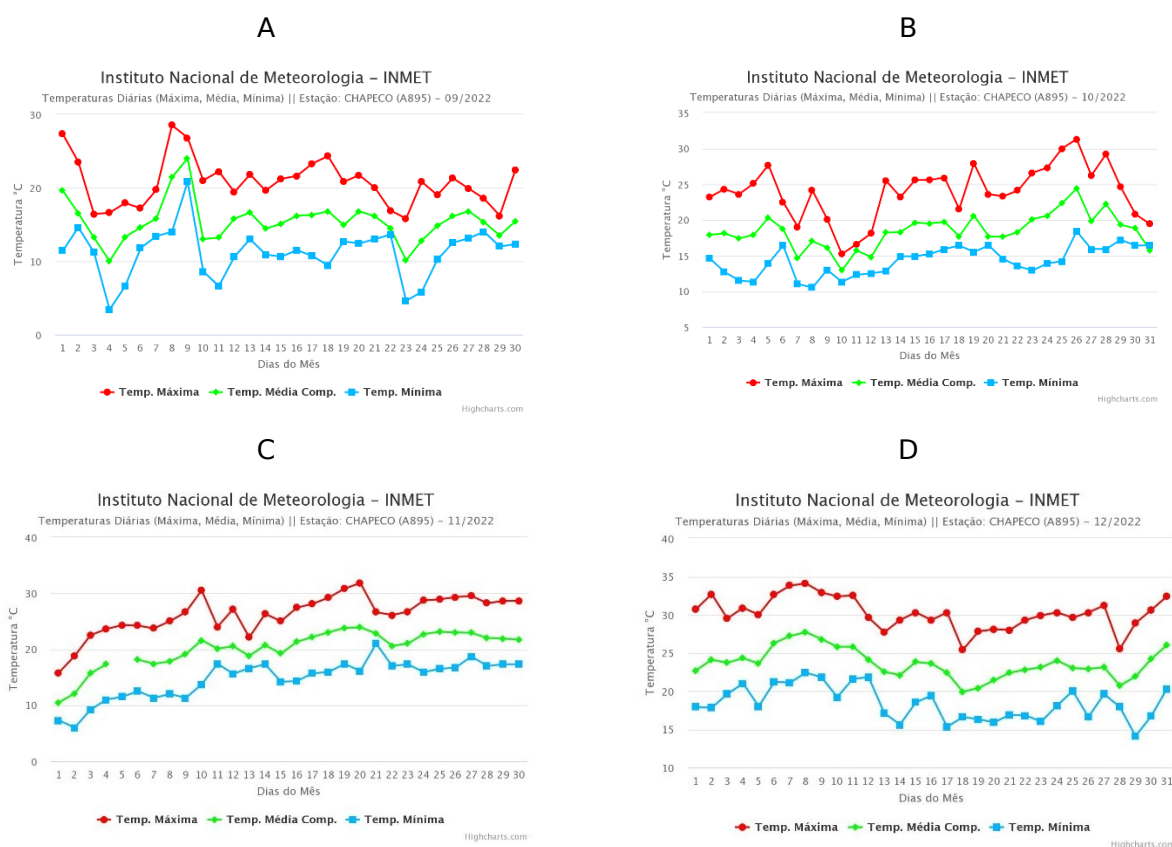 A
Instituto Nacional de Meteorologia – INMET
Temperaturas Diárias (Máxima, Média, Mínima) || Estação: CHAPECO (A895) – 09/2022
30
20
10
0
Temperatura °C
1 2 3 4 5 6 7 8 9 10 11 12 13 14 15 16 17 18 19 20 21 22 23 24 25 26 27 28 29 30
Dias do Mês
Temp. Máxima Temp. Média Comp. Temp. Mínima
Highcharts.com
B
Instituto Nacional de Meteorologia – INMET
Temperaturas Diárias (Máxima, Média, Mínima) || Estação: CHAPECO (A895) – 10/2022
35
30
25
20
15
10
5
Temperatura °C
1 2 3 4 5 6 7 8 9 10 11 12 13 14 15 16 17 18 19 20 21 22 23 24 25 26 27 28 29 30 31
Dias do Mês
Temp. Máxima Temp. Média Comp. Temp. Mínima
Highcharts.com
C
Instituto Nacional de Meteorologia – INMET
Temperaturas Diárias (Máxima, Média, Mínima) || Estação: CHAPECO (A895) – 11/2022
40
30
20
10
0
Temperatura °C
1 2 3 4 5 6 7 8 9 10 11 12 13 14 15 16 17 18 19 20 21 22 23 24 25 26 27 28 29 30
Dias do Mês
Temp. Máxima Temp. Média Comp. Temp. Mínima
Highcharts.com
D
Instituto Nacional de Meteorologia – INMET
Temperaturas Diárias (Máxima, Média, Mínima) || Estação: CHAPECO (A895) – 12/2022
40
35
30
25
20
15
10
Temperatura °C
1 2 3 4 5 6 7 8 9 10 11 12 13 14 15 16 17 18 19 20 21 22 23 24 25 26 27 28 29 30 31
Dias do Mês
Temp. Máxima Temp. Média Comp. Temp. Mínima
Highcharts.com